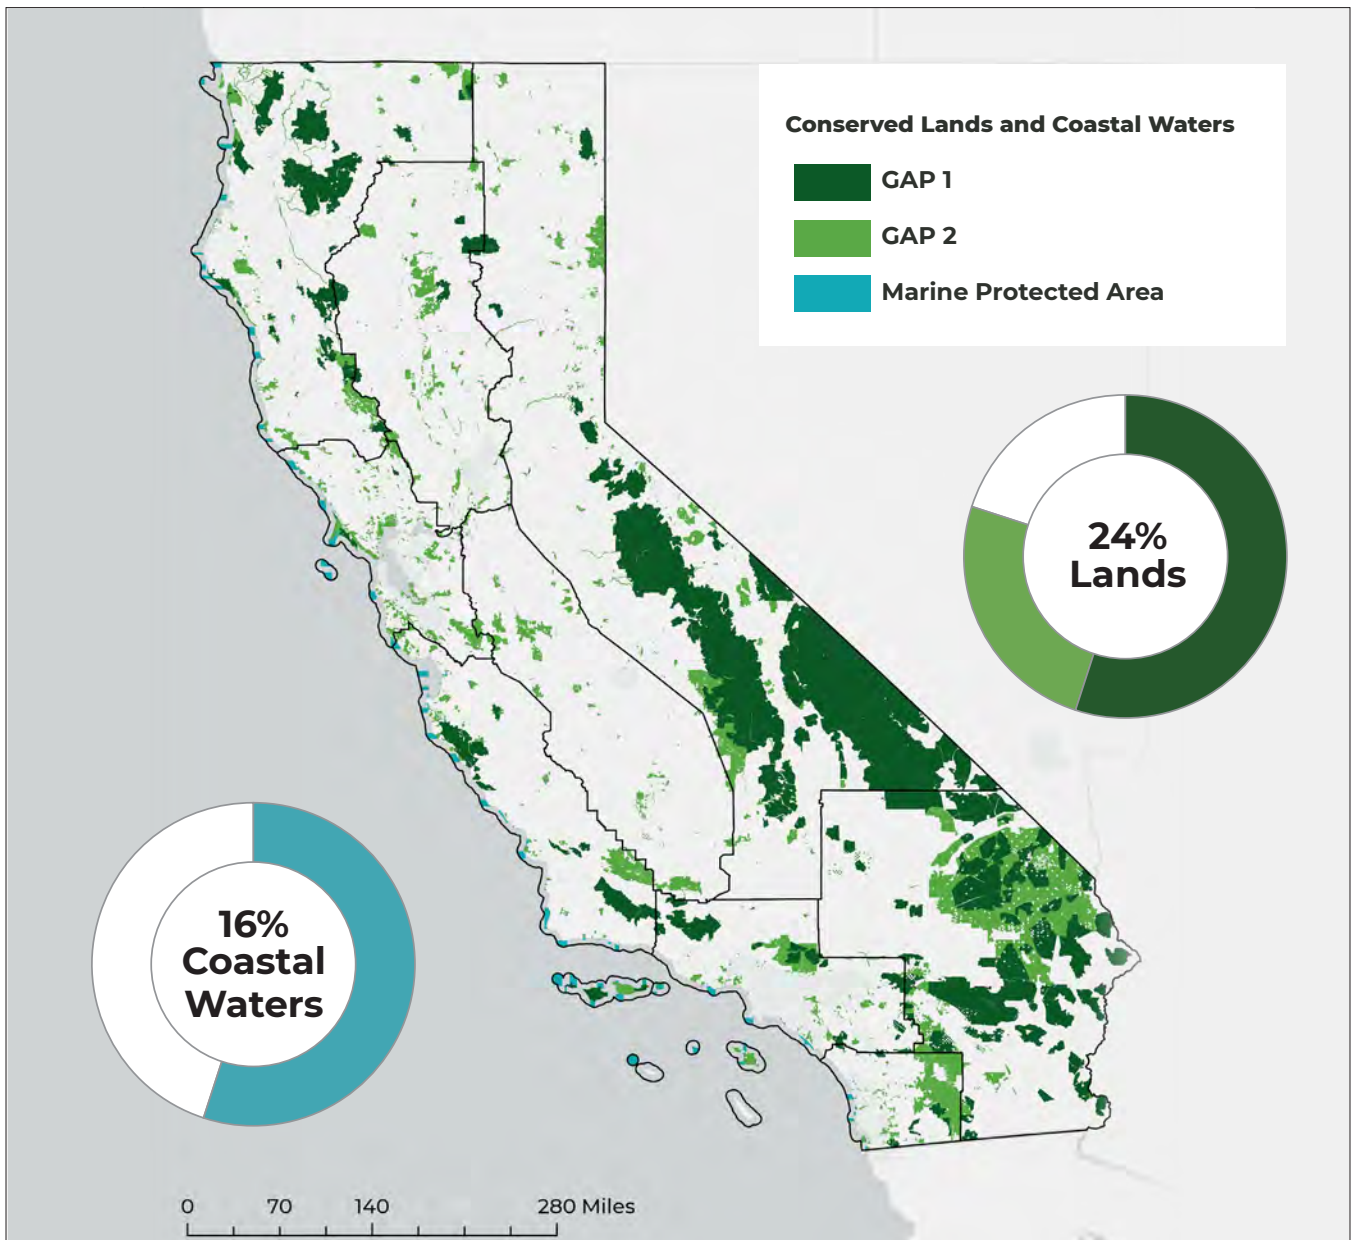 Conserved Lands and Coastal Waters
GAP 1
GAP 2
Marine Protected Area
24%
Lands
16%
Coastal
Waters
0 70 140 280 Miles